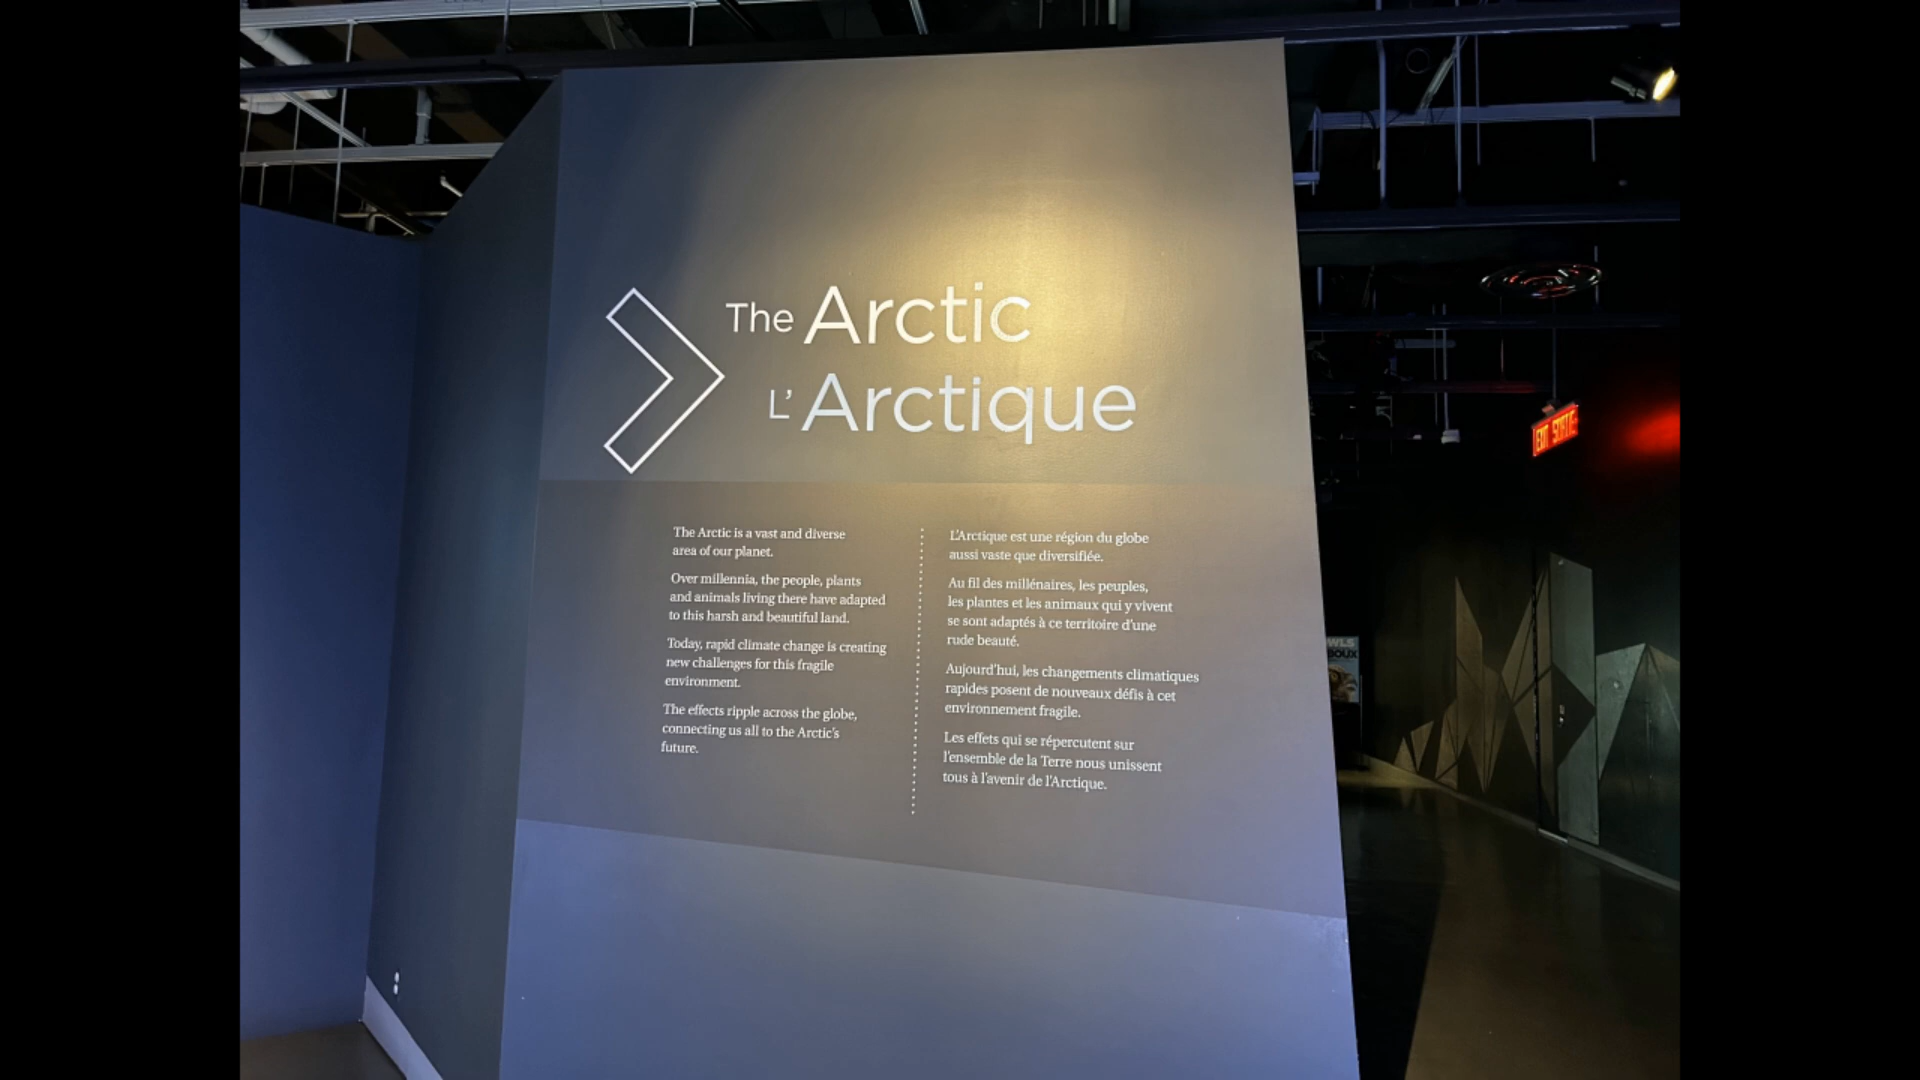 The Arctic
L'Arctique
The Arctic is a vast and diverse
area of our planet.
Over millennia, the people, plants
and animals living there have adapted
to this harsh and beautiful land.
Today, rapid climate change is creating
new challenges for this fragile
environment.
The effects ripple across the globe,
connecting us all to the Arctic's
future.
L'Arctique est une région du globe
aussi vaste que diversifiée.
Au fil des millénaires, les peuples,
les plantes et les animaux qui y vivent
se sont adaptés à ce territoire d'une
rude beauté.
Aujourd'hui, les changements climatiques
rapides posent de nouveaux défis à cet
environnement fragile.
Les effets qui se répercutent sur
l'ensemble de la Terre nous unissent
tous à l'avenir de l'Arctique.
EXIT SORTIE